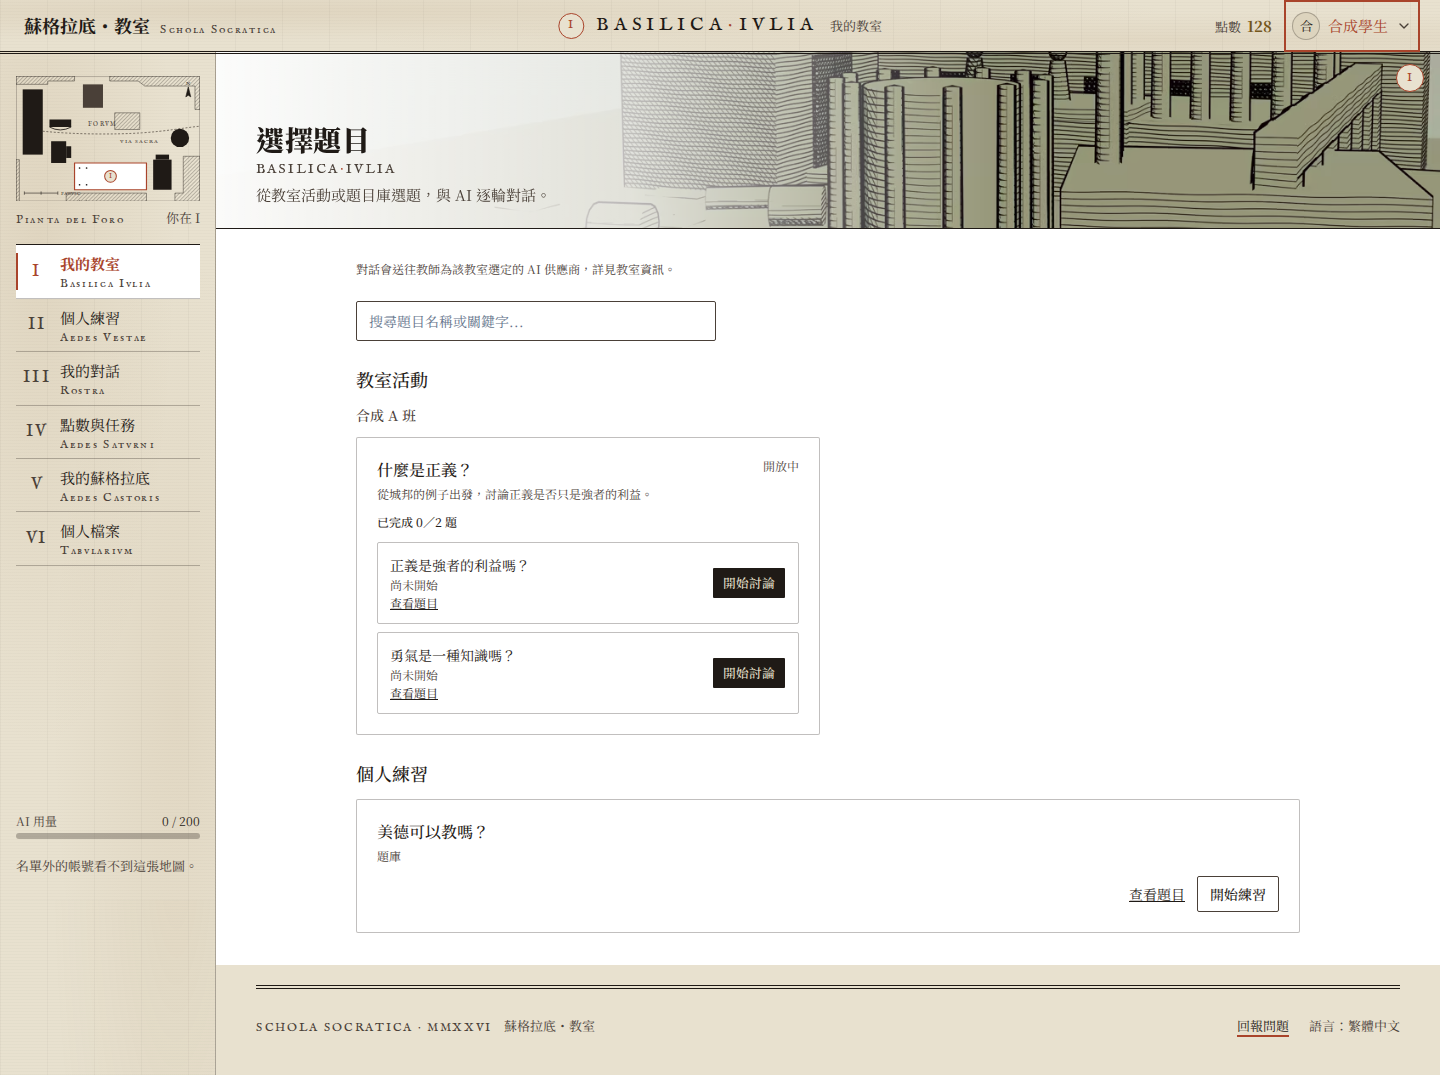 蘇格拉底・教室 Schola Socratica
I BASILICA·IVLIA 我的教室
點數 128
合 合成學生
FORVM
VIA SACRA
I
Pianta del Foro 你在 I
I 我的教室
Basilica Ivlia
II 個人練習
Aedes Vestae
III 我的對話
Rostra
IV 點數與任務
Aedes Satvrni
V 我的蘇格拉底
Aedes Castoris
VI 個人檔案
Tabvlarivm
AI 用量 0 / 200
名單外的帳號看不到這張地圖。
I
選擇題目
BASILICA·IVLIA
從教室活動或題目庫選題，與 AI 逐輪對話。
對話會送往教師為該教室選定的 AI 供應商，詳見教室資訊。
搜尋題目名稱或關鍵字…
教室活動
合成 A 班
什麼是正義？ 開放中
從城邦的例子出發，討論正義是否只是強者的利益。
已完成 0／2 題
正義是強者的利益嗎？
尚未開始
查看題目
開始討論
勇氣是一種知識嗎？
尚未開始
查看題目
開始討論
個人練習
美德可以教嗎？
題庫
查看題目 開始練習
SCHOLA SOCRATICA · MMXXVI 蘇格拉底・教室
回報問題 語言：繁體中文